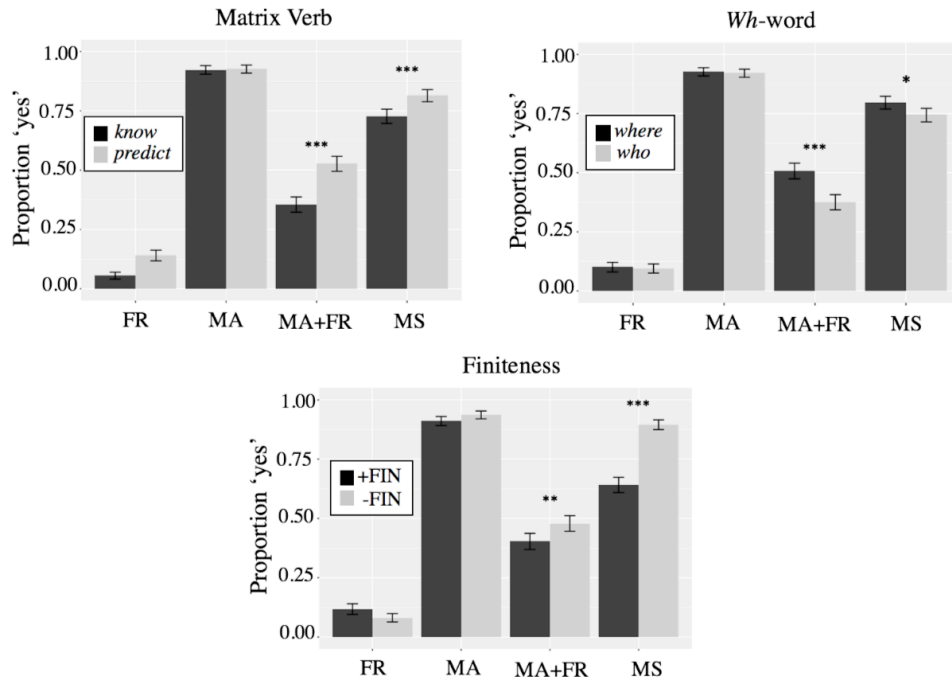 Matrix Verb
Proportion ‘yes’
1.00
0.75
0.50
0.25
0.00
know
predict
***
***
FR MA MA+FR MS
Wh-word
Proportion ‘yes’
1.00
0.75
0.50
0.25
0.00
where
who
***
*
FR MA MA+FR MS
Finiteness
Proportion ‘yes’
1.00
0.75
0.50
0.25
0.00
+FIN
-FIN
**
***
FR MA MA+FR MS